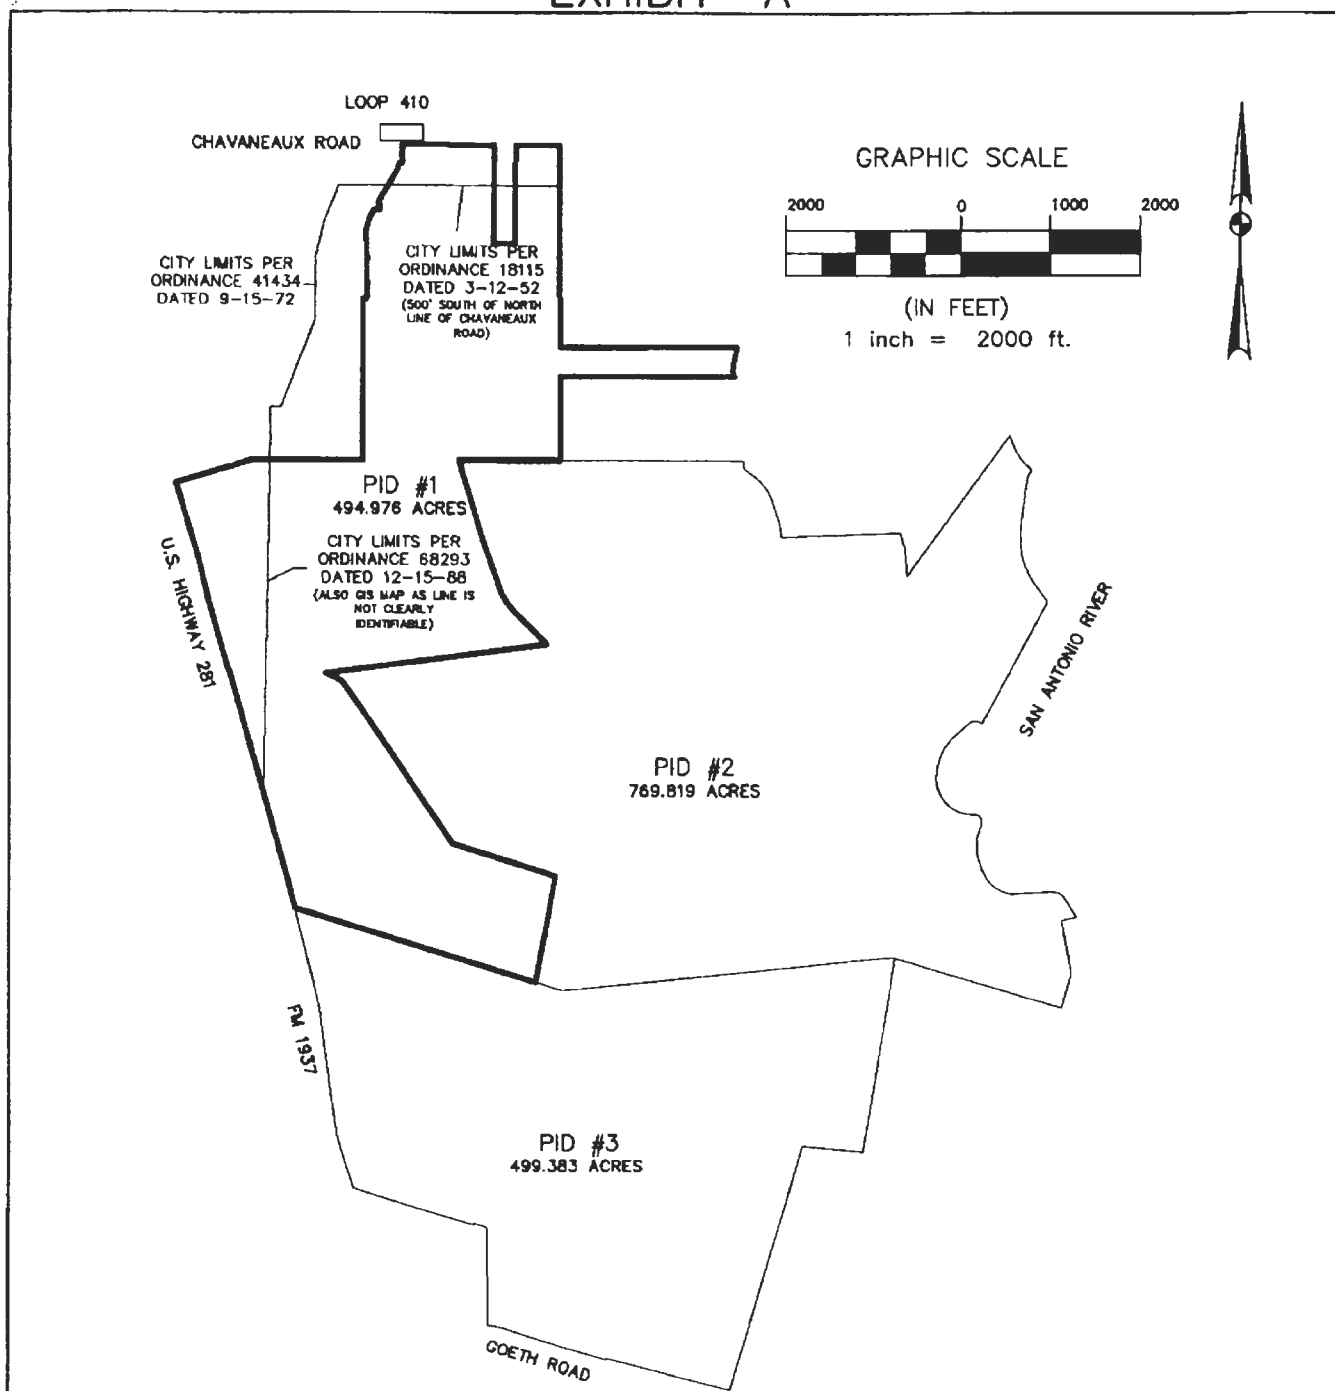 LOOP 410
CHAVANEAUX ROAD
GRAPHIC SCALE
2000 0 1000 2000
(IN FEET)
1 inch = 2000 ft.
CITY LIMITS PER
ORDINANCE 41434
DATED 9-15-72
CITY LIMITS PER
ORDINANCE 18115
DATED 3-12-52
(500' SOUTH OF NORTH
LINE OF CHAVANEAUX
ROAD)
PID #1
494.976 ACRES
CITY LIMITS PER
ORDINANCE 68293
DATED 12-15-88
(ALSO GIS MAP AS LINE IS
NOT CLEARLY
IDENTIFIABLE)
U.S. HIGHWAY 281
SAN ANTONIO RIVER
PID #2
769.819 ACRES
FM 1937
PID #3
499.383 ACRES
GOETH ROAD